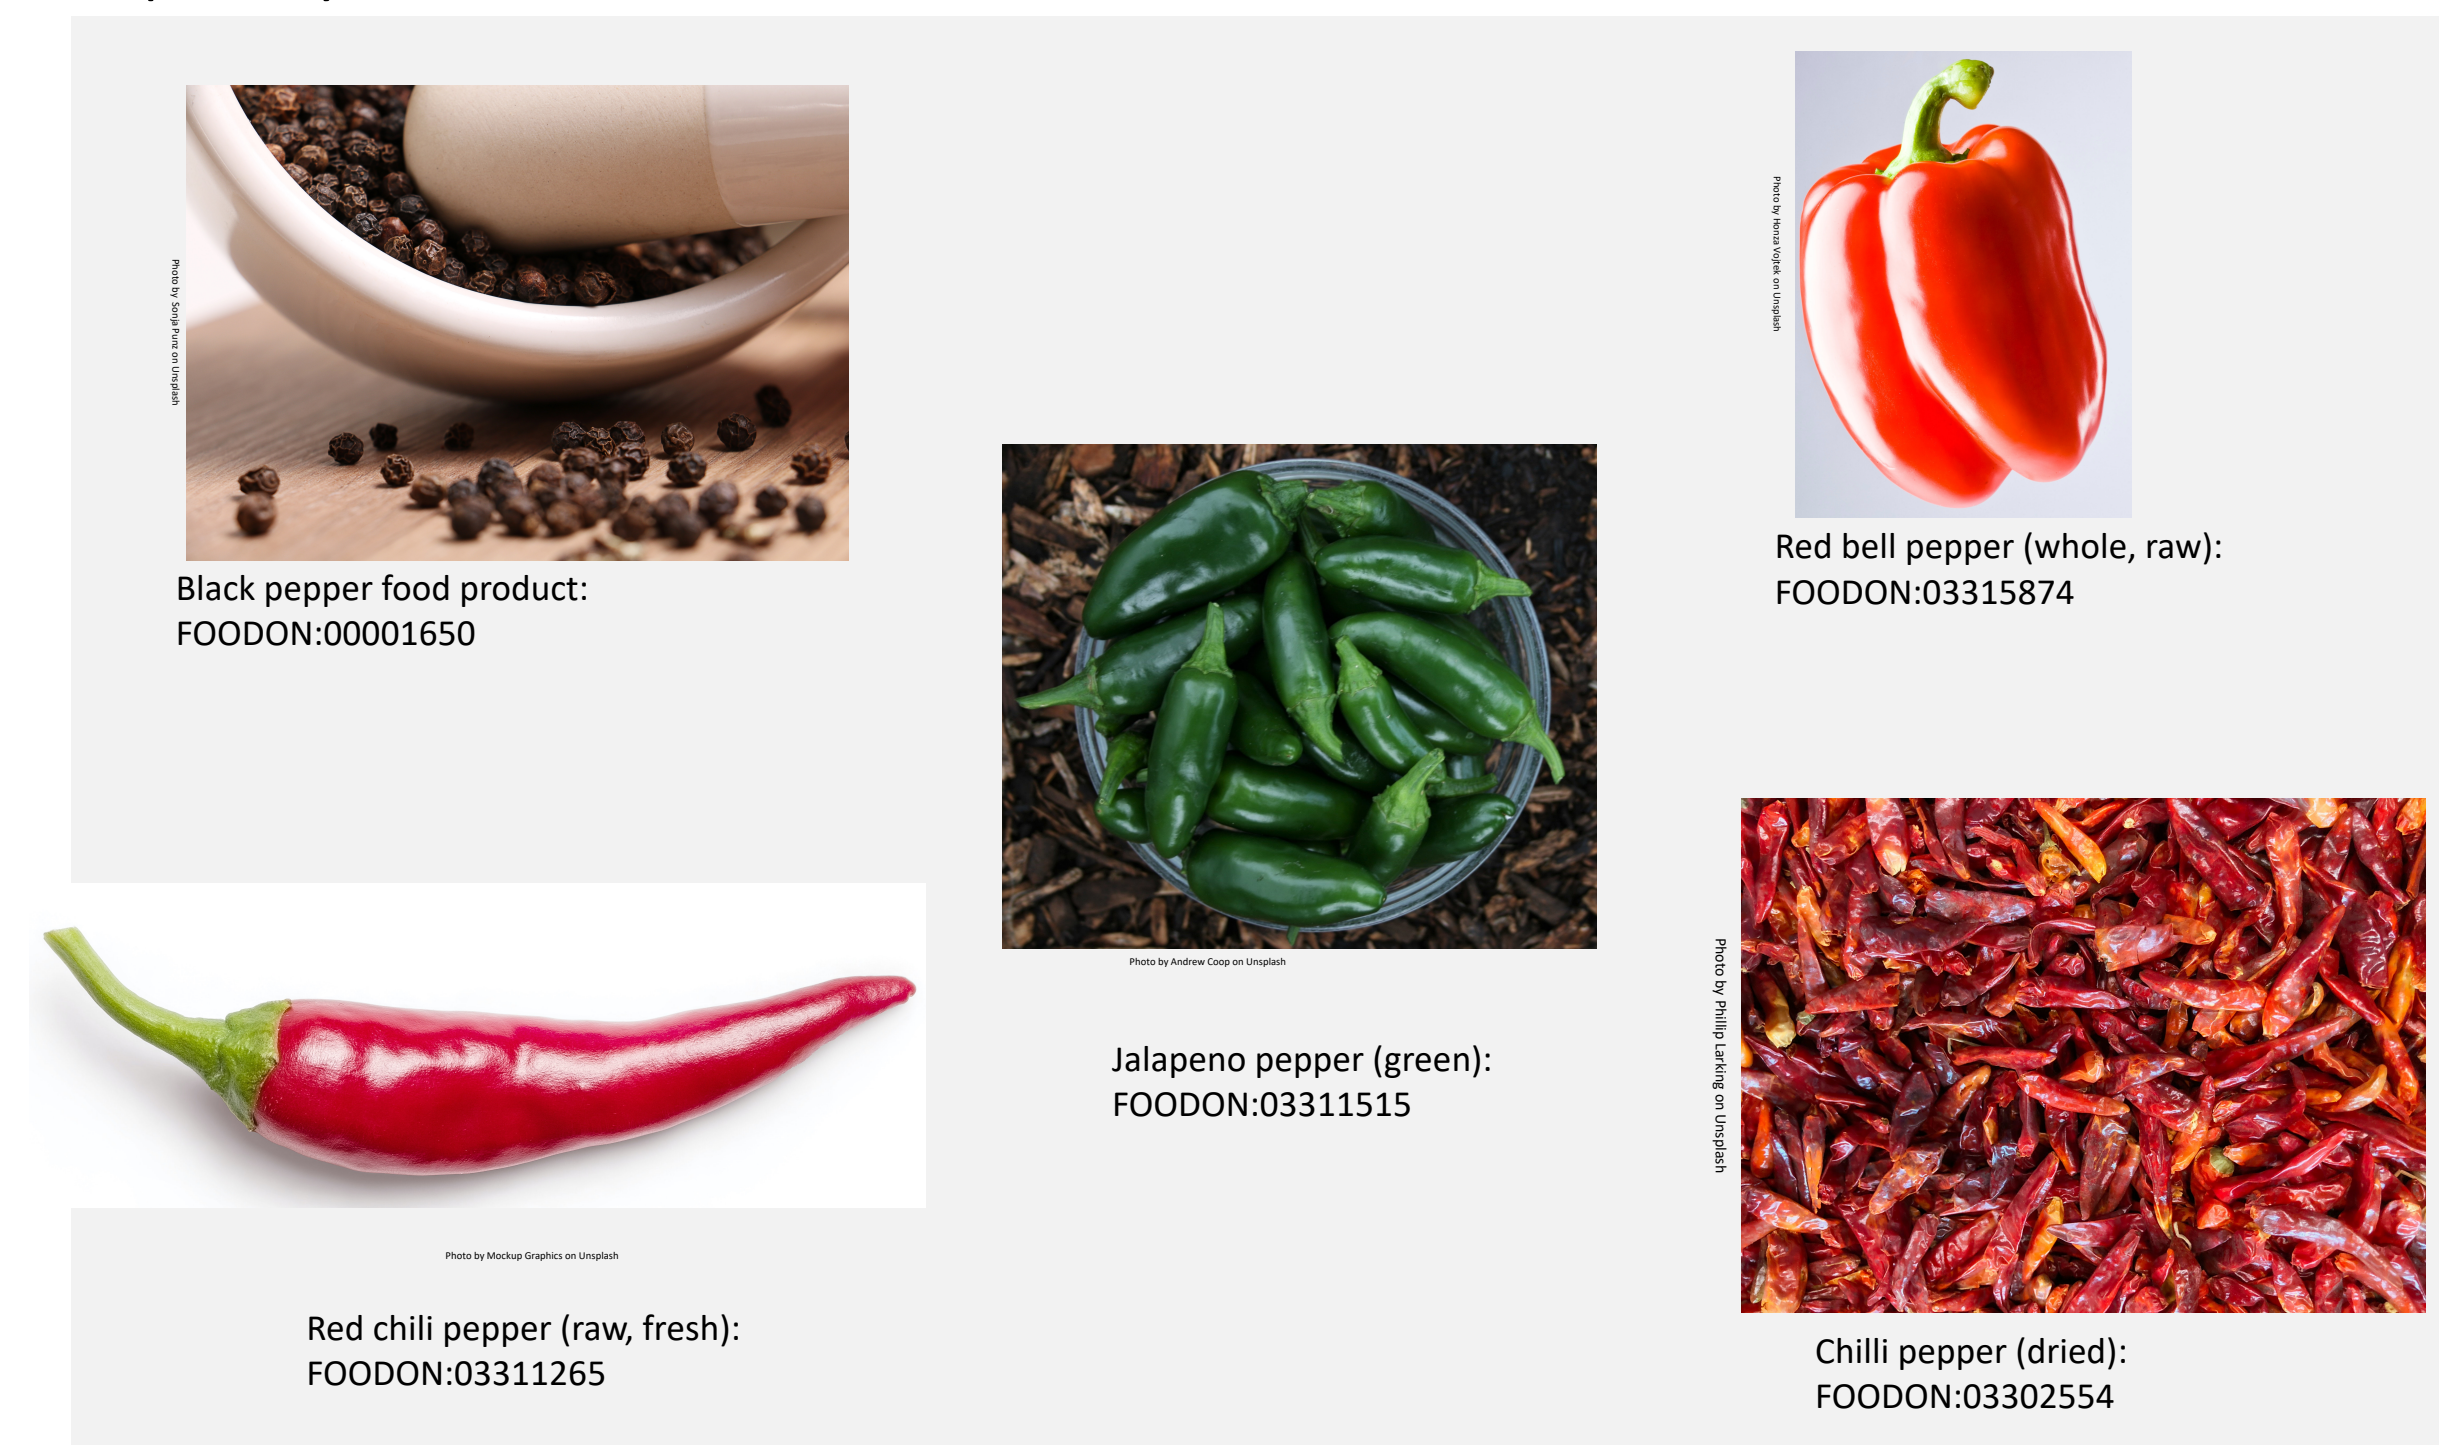 Photo by Sonja Punz on Unsplash
Black pepper food product:
FOODON:00001650
Photo by Honza Vojtek on Unsplash
Red bell pepper (whole, raw):
FOODON:03315874
Photo by Andrew Coop on Unsplash
Jalapeno pepper (green):
FOODON:03311515
Photo by Mockup Graphics on Unsplash
Red chili pepper (raw, fresh):
FOODON:03311265
Photo by Phillip Larking on Unsplash
Chilli pepper (dried):
FOODON:03302554